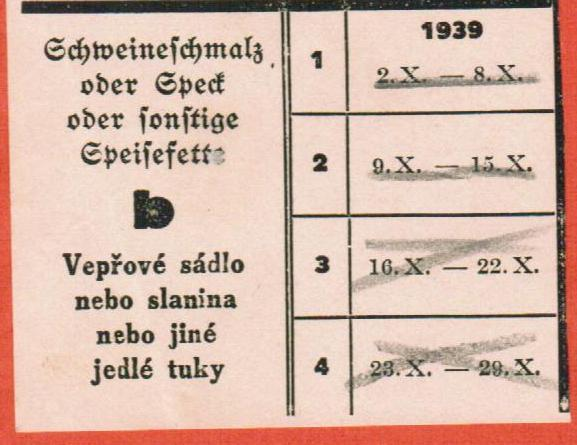 Schweineschmalz
oder Speck
oder sonstige
Speisefette
b
Vepřové sádlo
nebo slanina
nebo jiné
jedlé tuky
1939
1 2. X. — 8. X.
2 9. X. — 15. X.
3 16. X. — 22. X.
4 23. X. — 29. X.